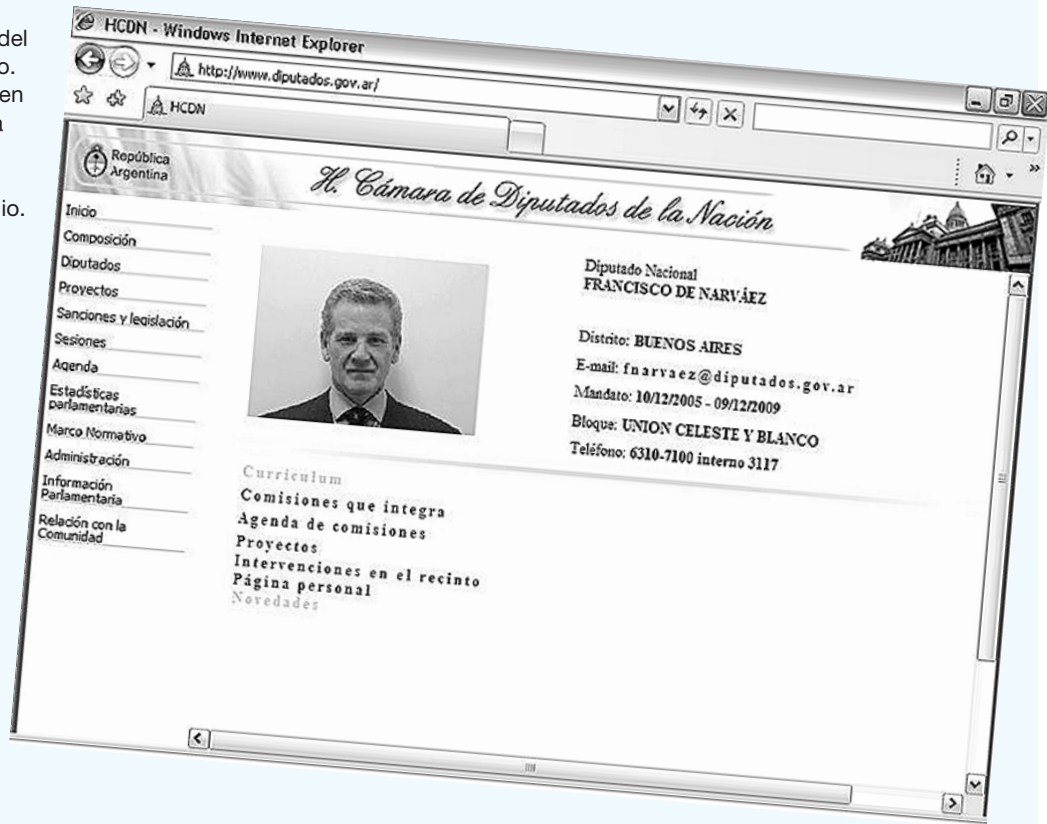 del
o.
en
a
io.
HCDN - Windows Internet Explorer
http://www.diputados.gov.ar/
HCDN
República
Argentina
H. Cámara de Diputados de la Nación
Inicio
Composición
Diputados
Proyectos
Sanciones y legislación
Sesiones
Agenda
Estadísticas
parlamentarias
Marco Normativo
Administración
Información
Parlamentaria
Relación con la
Comunidad
Diputado Nacional
FRANCISCO DE NARVÁEZ
Distrito: BUENOS AIRES
E-mail: fnarvaez@diputados.gov.ar
Mandato: 10/12/2005 - 09/12/2009
Bloque: UNION CELESTE Y BLANCO
Teléfono: 6310-7100 interno 3117
Curriculum
Comisiones que integra
Agenda de comisiones
Proyectos
Intervenciones en el recinto
Página personal
Novedades